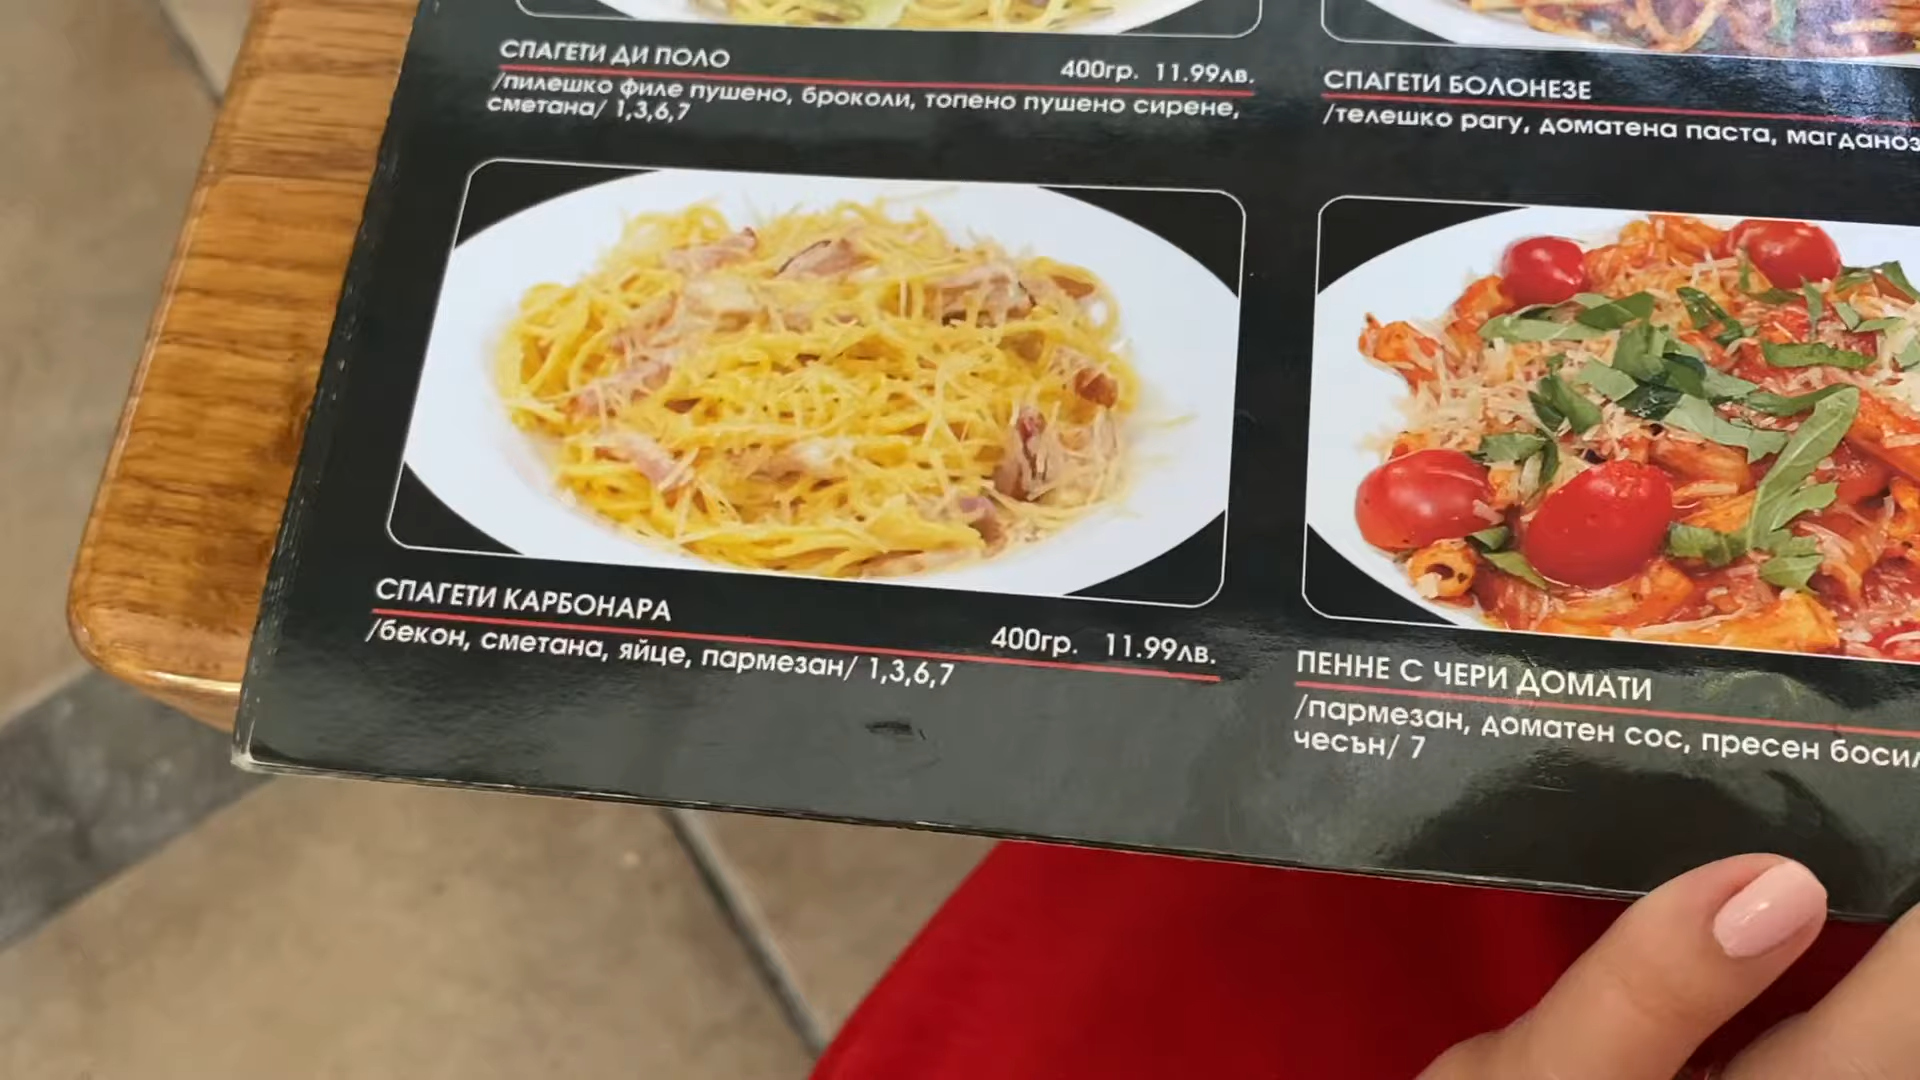 СПАГЕТИ ДИ ПОЛО
400гр. 11.99лв.
/пилешко филе пушено, броколи, топено пушено сирене,
сметана/ 1,3,6,7
СПАГЕТИ БОЛОНЕЗЕ
/телешко рагу, доматена паста, магданоз
СПАГЕТИ КАРБОНАРА
400гр. 11.99лв.
/бекон, сметана, яйце, пармезан/ 1,3,6,7
ПЕННЕ С ЧЕРИ ДОМАТИ
/пармезан, доматен сос, пресен
чесън/ 7